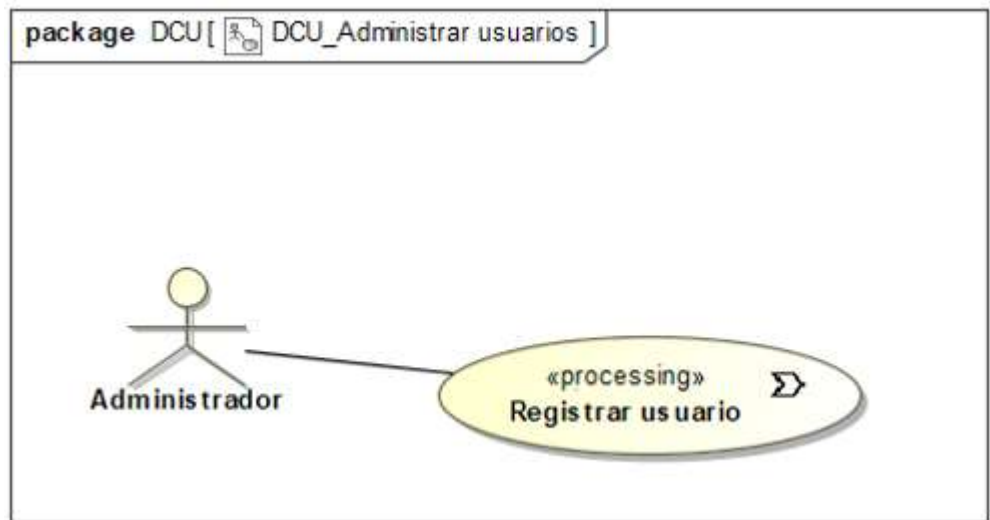 package DCU [ DCU_Administrar usuarios ]
Administrador
«processing»
Registrar usuario